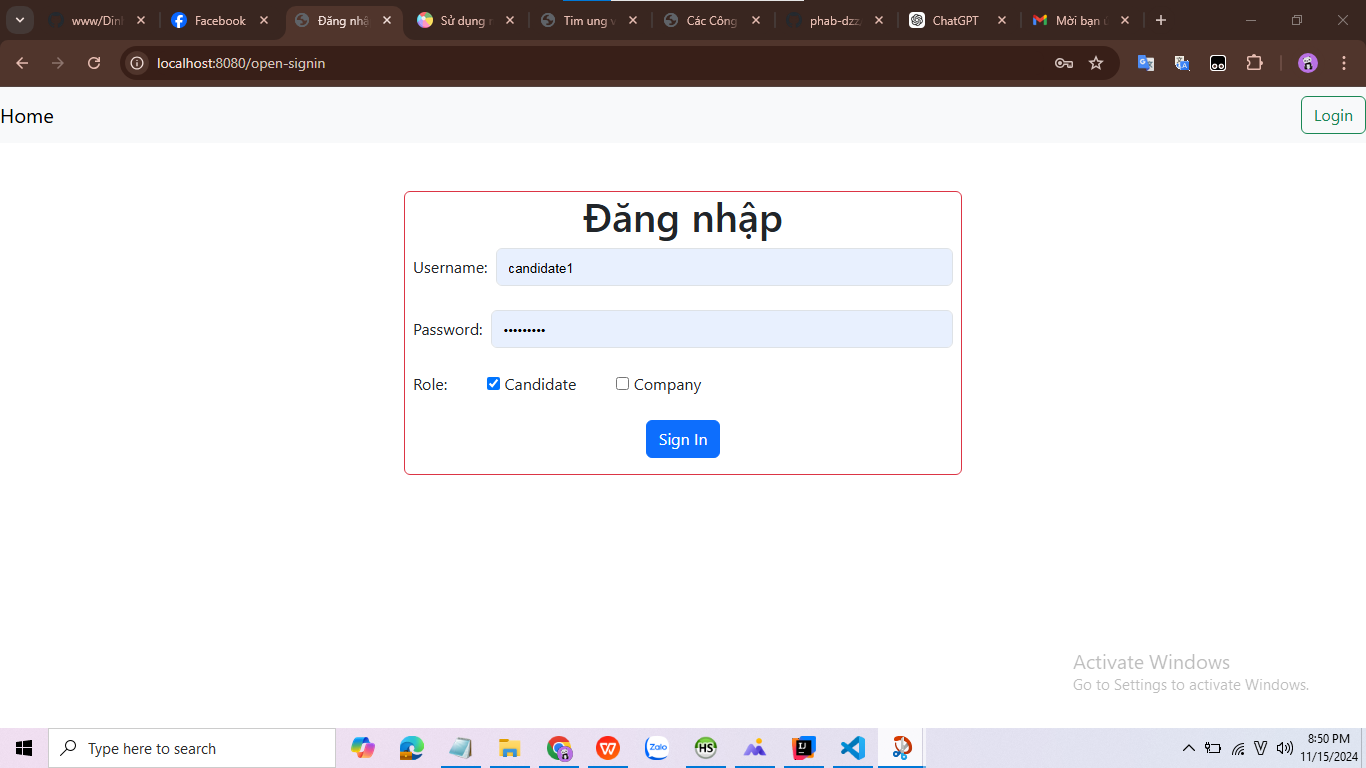 www/Dinh
Facebook
Đăng nhậ
Sử dụng
Tim ung v
Các Công
phab-dzz
ChatGPT
Mời bạn
localhost:8080/open-signin
Home
Login
Đăng nhập
Username: candidate1
Password: •••••••••
Role: Candidate Company
Sign In
Activate Windows
Go to Settings to activate Windows.
Type here to search
Zalo
HS
8:50 PM
11/15/2024